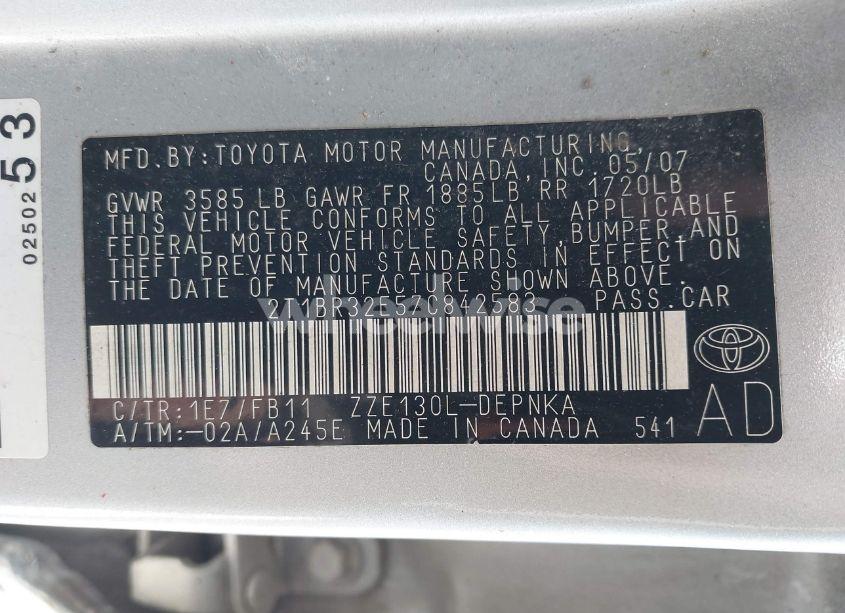 MFD.BY:TOYOTA MOTOR MANUFACTURING,
CANADA, INC. 05/07
GVWR 3585 LB GAWR FR 1885LB RR 1720LB
THIS VEHICLE CONFORMS TO ALL APPLICABLE
FEDERAL MOTOR VEHICLE SAFETY,BUMPER,AND
THEFT PREVENTION STANDARDS IN EFFECT ON
THE DATE OF MANUFACTURE SHOWN ABOVE.
PASS.CAR
C/TR:1E7/FB11 ZZE130L-DEPNKA
A/TM:-02A/A245E MADE IN CANADA 541
AD
02502
53
wheelwise